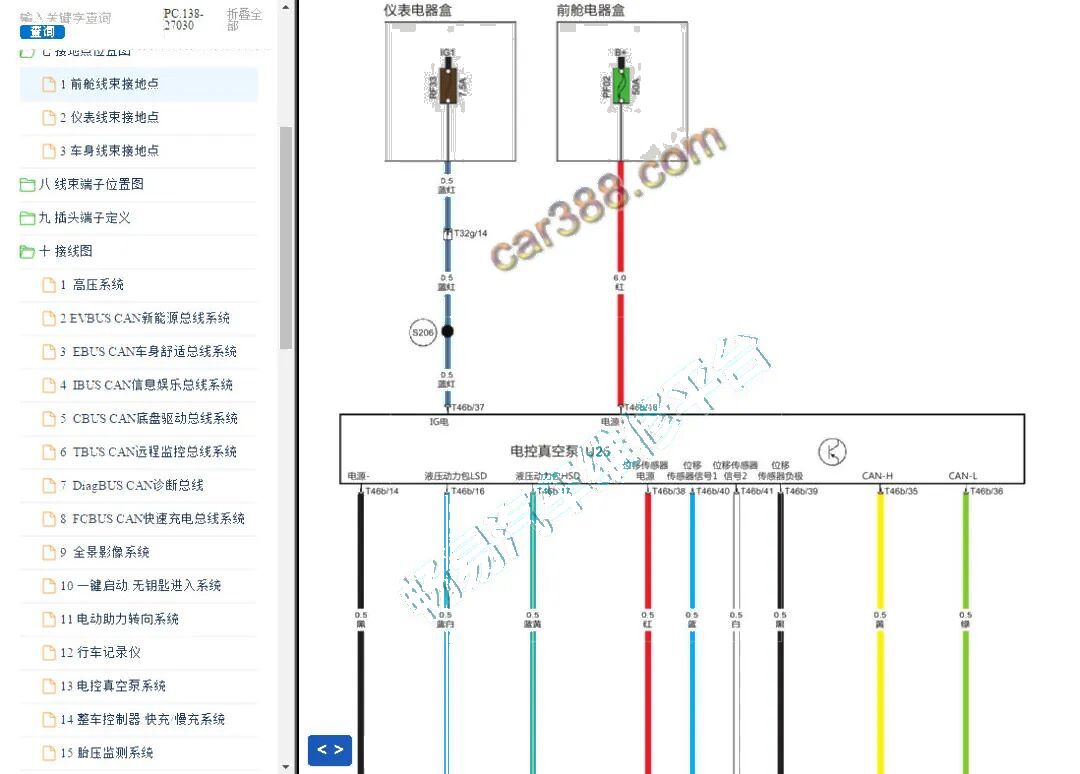 输入关键字查询
PC.138-
27030
折叠全
部
查询
七 接地点位置图
1 前舱线束接地点
2 仪表线束接地点
3 车身线束接地点
八 线束端子位置图
九 插头端子定义
十 接线图
1 高压系统
2 EVBUS CAN新能源总线系统
3 EBUS CAN车身舒适总线系统
4 IBUS CAN信息娱乐总线系统
5 CBUS CAN底盘驱动总线系统
6 TBUS CAN远程监控总线系统
7 DiagBUS CAN诊断总线
8 FCBUS CAN快速充电总线系统
9 全景影像系统
10 一键启动 无钥匙进入系统
11 电动助力转向系统
12 行车记录仪
13 电控真空泵系统
14 整车控制器 快充/慢充系统
15 胎压监测系统
仪表电器盒
前舱电器盒
IG1
B+
RF33
7.5A
PF02
50A
0.5
蓝红
T32g/14
0.5
蓝红
6.0
红
S206
0.5
蓝红
T46b/37
IG电
电源+
电控真空泵 U26
电源-
液压动力包LSD
液压动力包HSD
位移传感器
电源
位移
传感器信号1
位移传感器
信号2
位移
传感器负极
CAN-H
CAN-L
T46b/14
T46b/16
T46b/17
T46b/38
T46b/40
T46b/41
T46b/39
T46b/35
T46b/36
0.5
黑
0.5
蓝白
0.5
蓝黄
0.5
红
0.5
蓝
0.5
白
0.5
黑
0.5
黄
0.5
绿
car388.com
< >